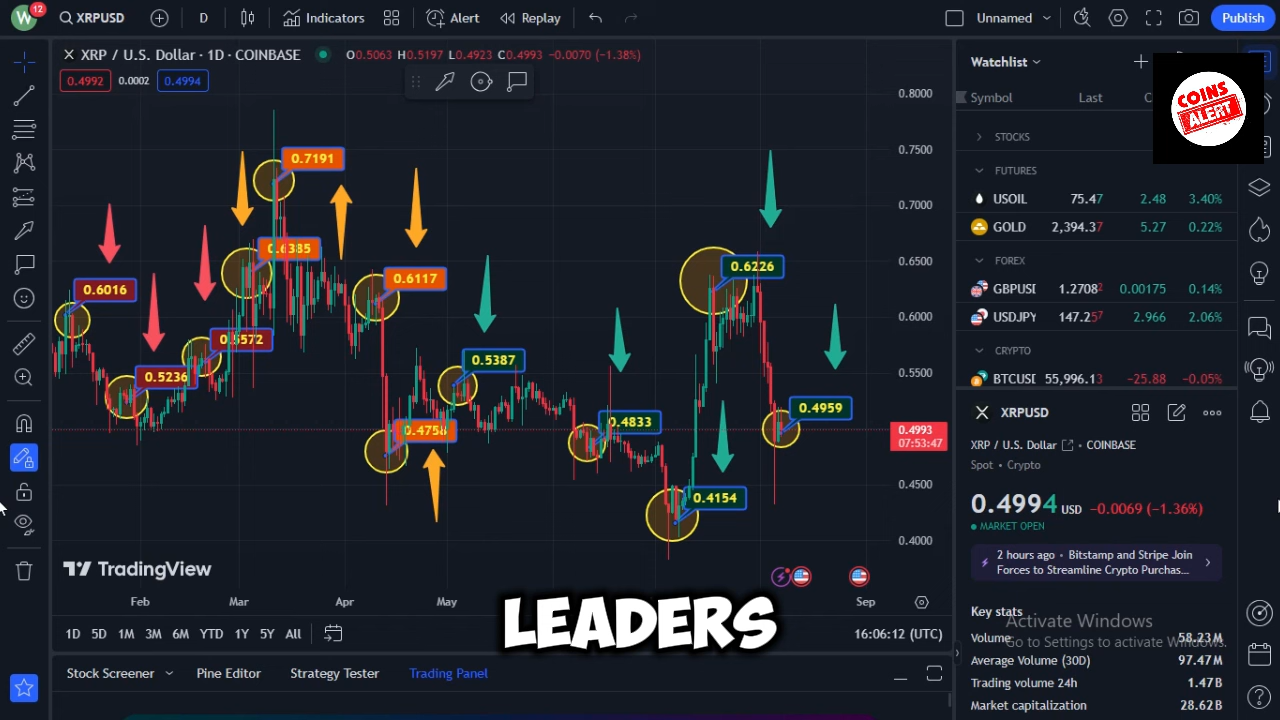 W 12 XRPUSD D Indicators Alert Replay Unnamed Publish
XRP / U.S. Dollar · 1D · COINBASE O0.5063 H0.5197 L0.4923 C0.4993 -0.0070 (-1.38%)
0.4992 0.0002 0.4994
0.8000
0.7500
0.7000
0.6500
0.6000
0.5500
0.4993
07:53:47
0.4500
0.4000
0.7191
0.6385
0.6016
0.6117
0.6226
0.5572
0.5236
0.5387
0.4758
0.4833
0.4959
0.4154
TradingView
Feb Mar Apr May Sep
LEADERS
1D 5D 1M 3M 6M YTD 1Y 5Y All 16:06:12 (UTC)
Stock Screener Pine Editor Strategy Tester Trading Panel
Watchlist
COINS
ALERT
Symbol Last C
STOCKS
FUTURES
USOIL 75.47 2.48 3.40%
GOLD 2,394.37 5.27 0.22%
FOREX
GBPUSI 1.2708² 0.00175 0.14%
USDJPY 147.257 2.966 2.06%
CRYPTO
BTCUSE 55,996.13 -25.88 -0.05%
XRPUSD
XRP / U.S. Dollar COINBASE
Spot · Crypto
0.4994 USD -0.0069 (-1.36%)
MARKET OPEN
2 hours ago · Bitstamp and Stripe Join
Forces to Streamline Crypto Purchas...
Key stats
Activate Windows
Go to Settings to activate Windows.
Volume 58.23M
Average Volume (30D) 97.47M
Trading volume 24h 1.47B
Market capitalization 28.62B